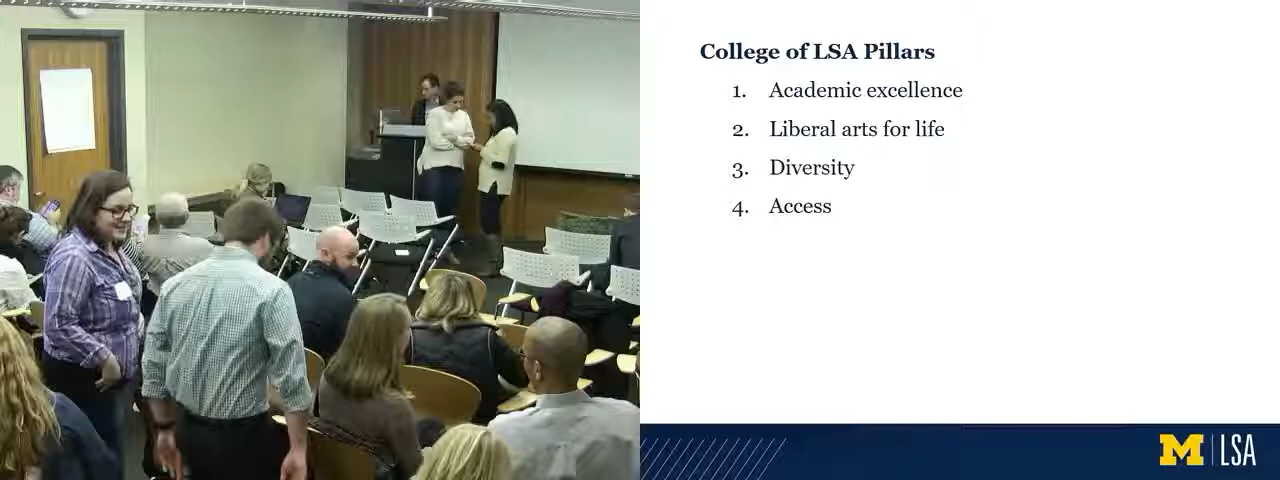 College of LSA Pillars
1. Academic excellence
2. Liberal arts for life
3. Diversity
4. Access
M | LSA